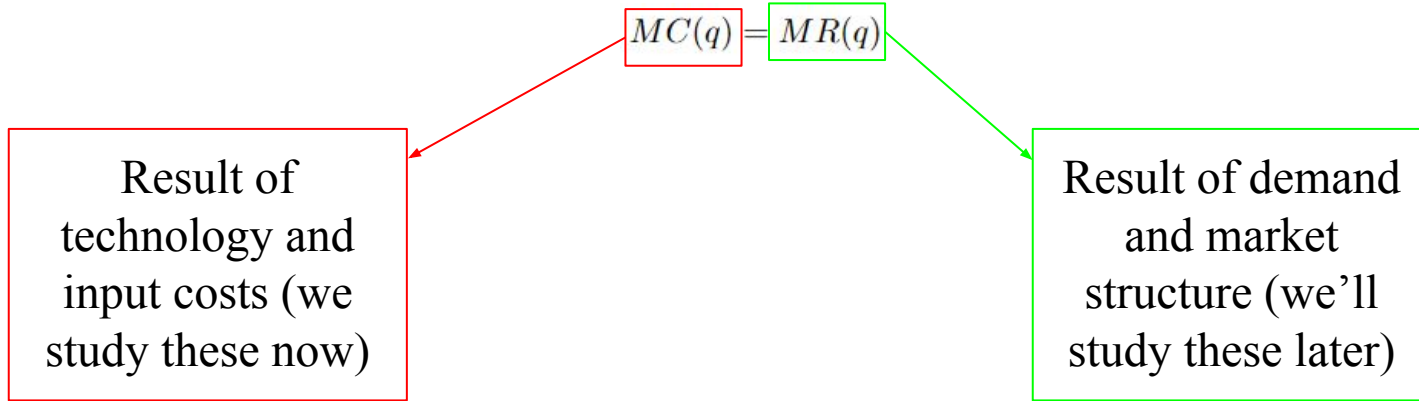 MC(q) = MR(q)
Result of
technology and
input costs (we
study these now)
Result of demand
and market
structure (we’ll
study these later)